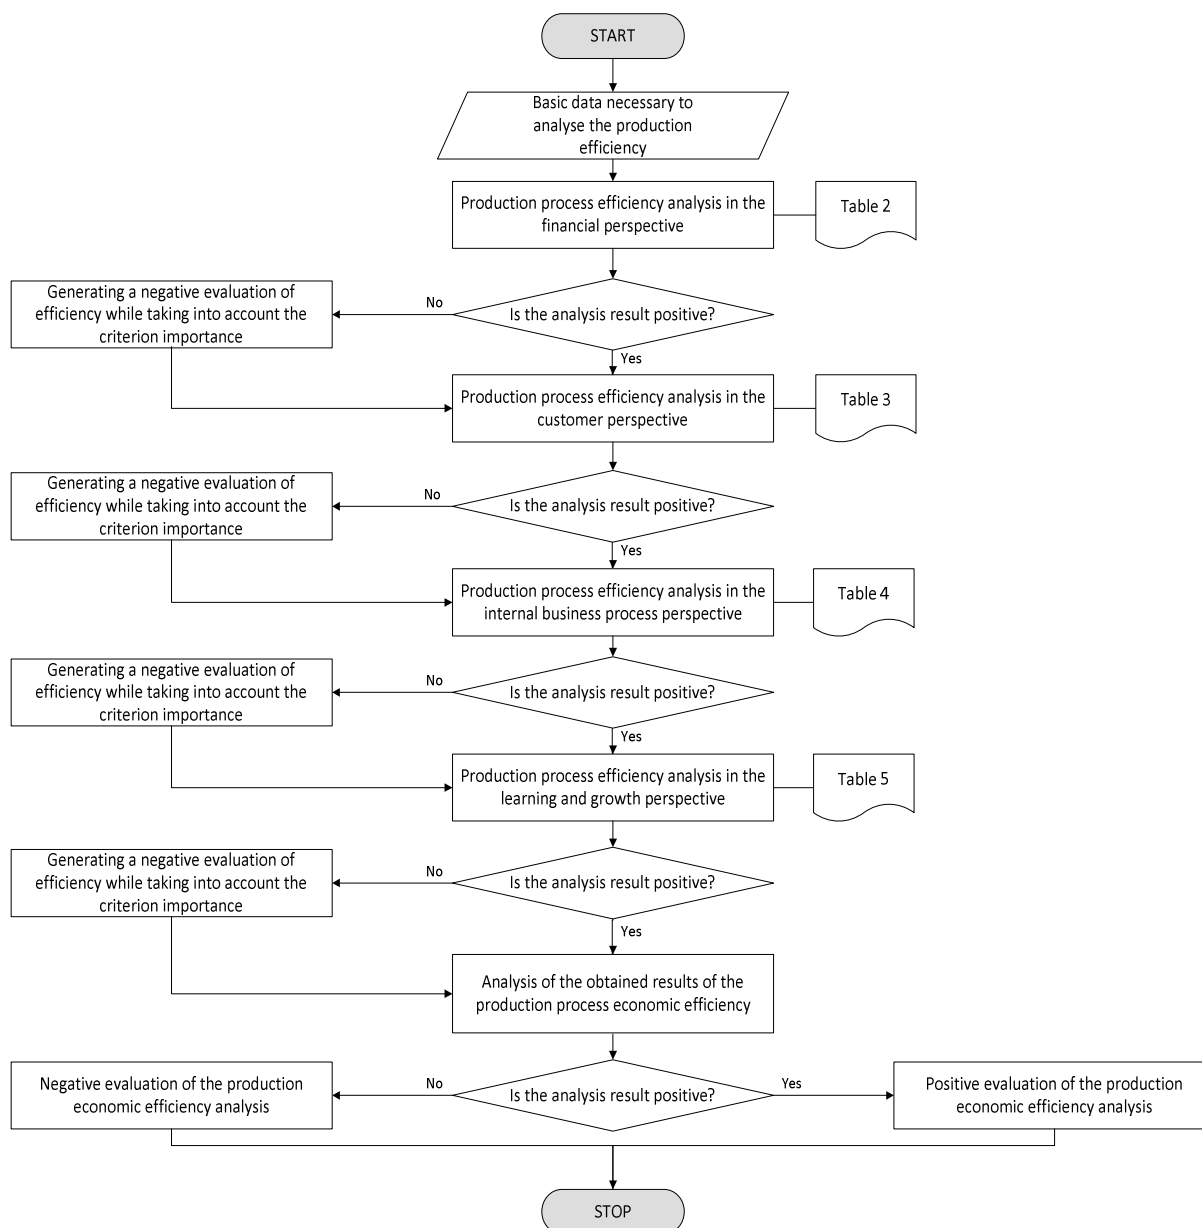 START
Basic data necessary to
analyse the production
efficiency
Production process efficiency analysis in the
financial perspective
Table 2
Generating a negative evaluation of
efficiency while taking into account the
criterion importance
No
Is the analysis result positive?
Yes
Production process efficiency analysis in the
customer perspective
Table 3
Generating a negative evaluation of
efficiency while taking into account the
criterion importance
No
Is the analysis result positive?
Yes
Production process efficiency analysis in the
internal business process perspective
Table 4
Generating a negative evaluation of
efficiency while taking into account the
criterion importance
No
Is the analysis result positive?
Yes
Production process efficiency analysis in the
learning and growth perspective
Table 5
Generating a negative evaluation of
efficiency while taking into account the
criterion importance
No
Is the analysis result positive?
Yes
Analysis of the obtained results of the
production process economic efficiency
Negative evaluation of the production
economic efficiency analysis
No
Is the analysis result positive?
Yes
Positive evaluation of the production
economic efficiency analysis
STOP